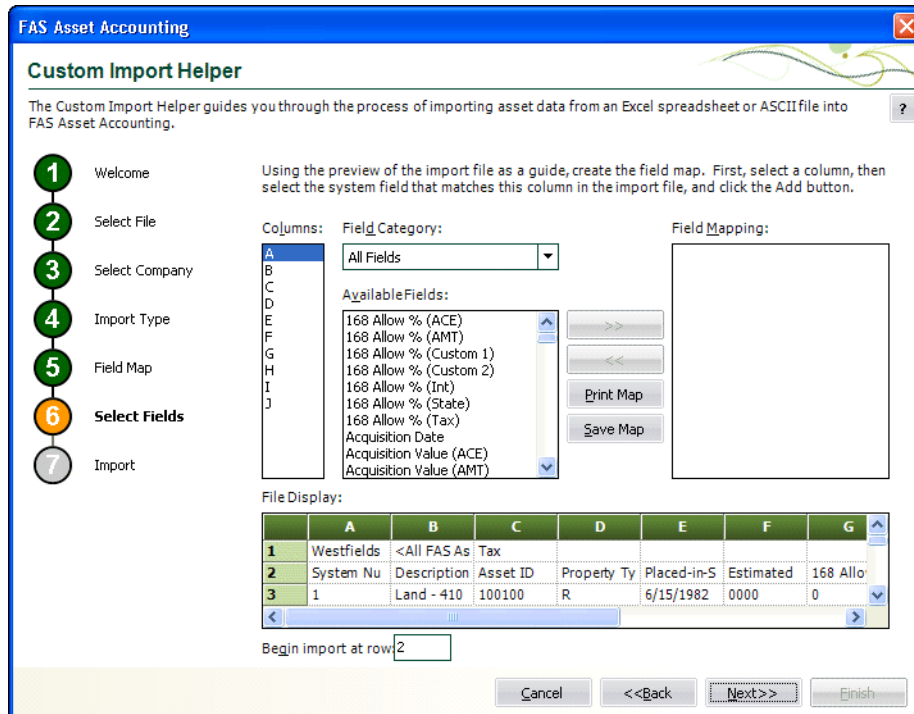 FAS Asset Accounting
Custom Import Helper
The Custom Import Helper guides you through the process of importing asset data from an Excel spreadsheet or ASCII file into
FAS Asset Accounting.
?
1 Welcome
2 Select File
3 Select Company
4 Import Type
5 Field Map
6 Select Fields
7 Import
Using the preview of the import file as a guide, create the field map. First, select a column, then
select the system field that matches this column in the import file, and click the Add button.
Columns:
A
B
C
D
E
F
G
H
I
J
Field Category:
All Fields
Available Fields:
168 Allow % (ACE)
168 Allow % (AMT)
168 Allow % (Custom 1)
168 Allow % (Custom 2)
168 Allow % (Int)
168 Allow % (State)
168 Allow % (Tax)
Acquisition Date
Acquisition Value (ACE)
Acquisition Value (AMT)
>>
<<
Print Map
Save Map
Field Mapping:
File Display:
A B C D E F G
1 Westfields <All FAS As Tax
2 System Nu Description Asset ID Property Ty Placed-in-S Estimated 168 Allo
3 1 Land - 410 100100 R 6/15/1982 0000 0
Begin import at row: 2
Cancel <<Back Next>> Finish